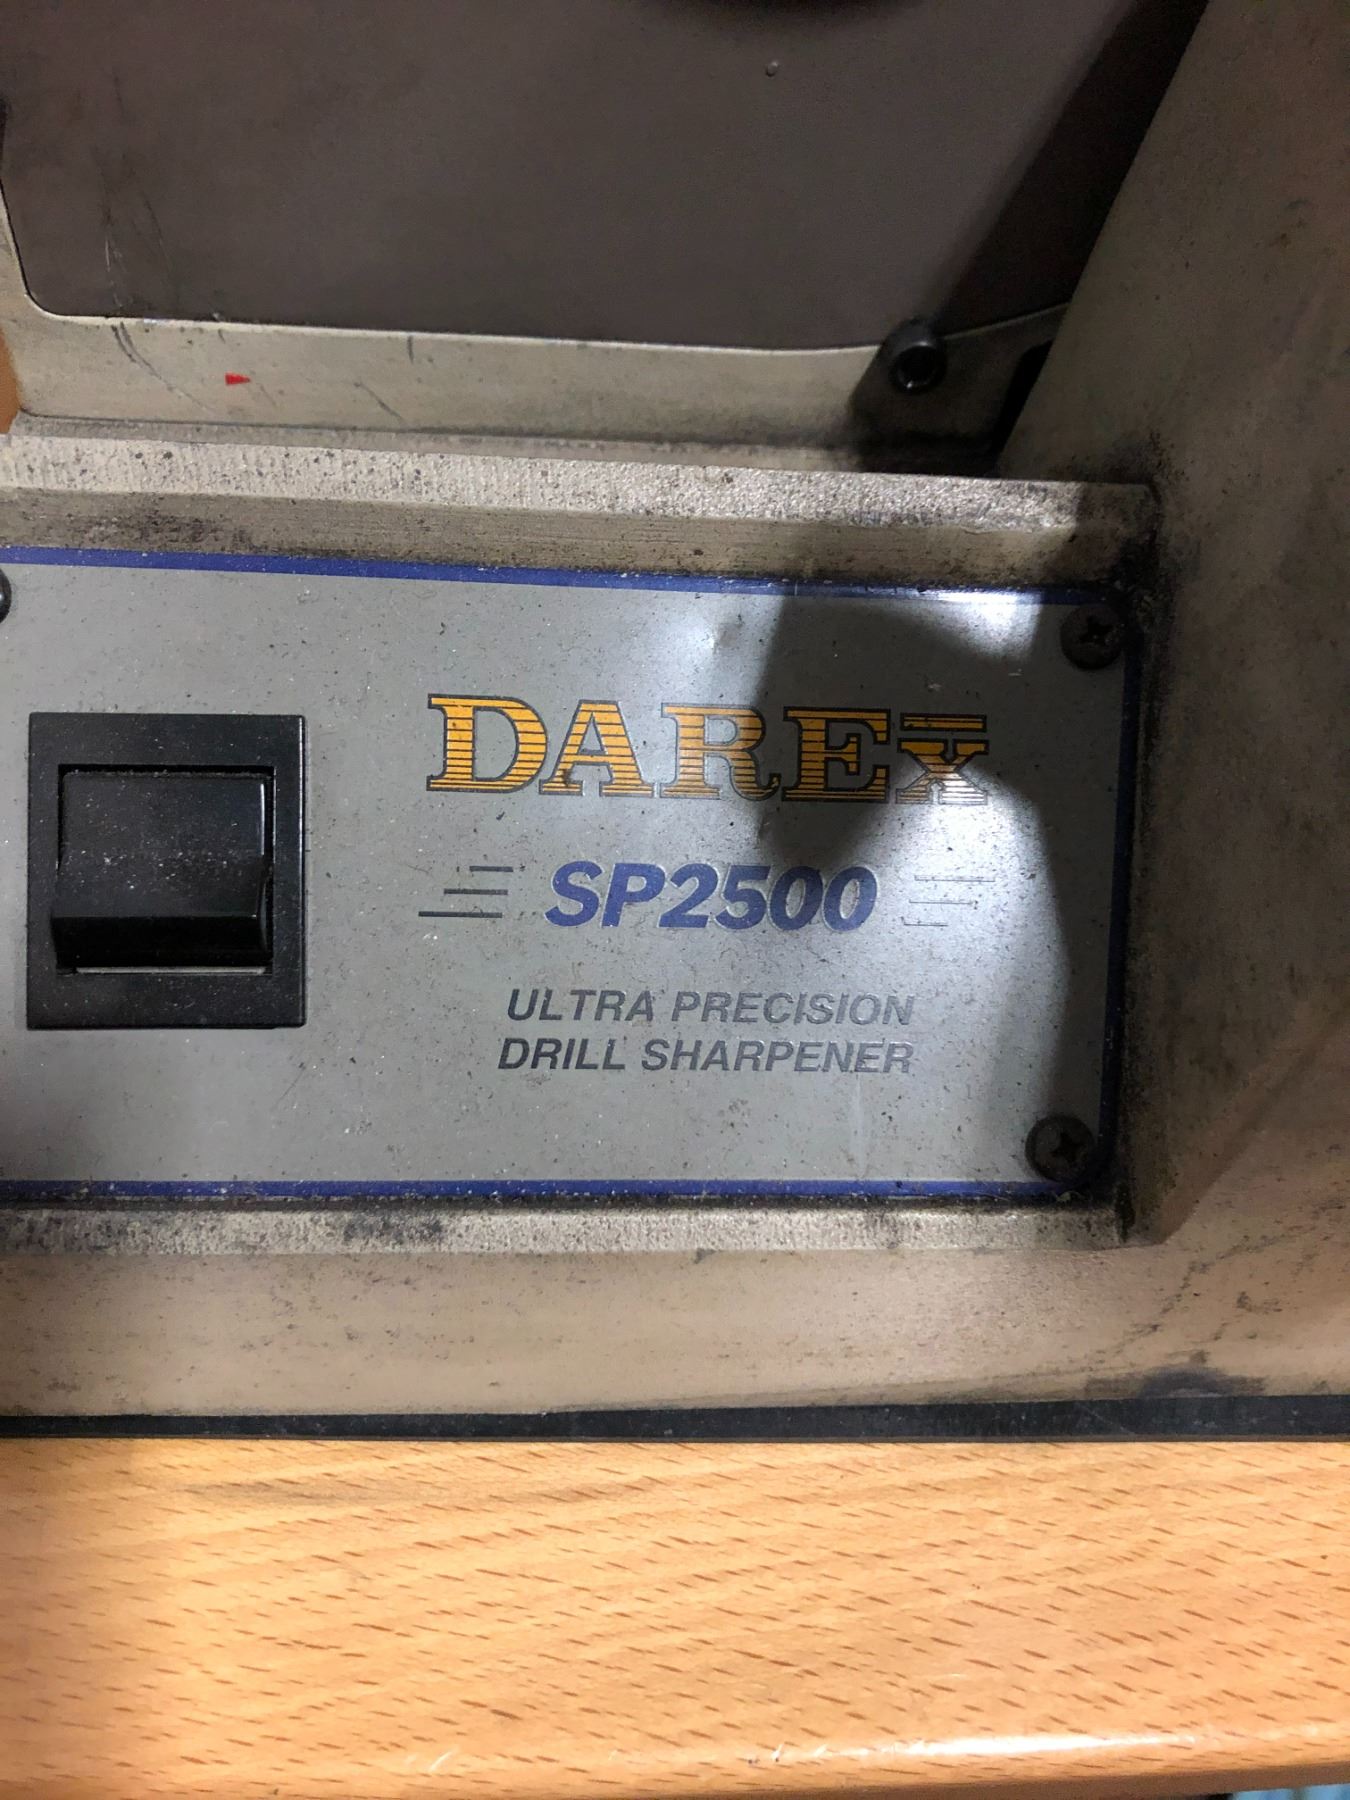 DAREX
SP2500
ULTRA PRECISION
DRILL SHARPENER